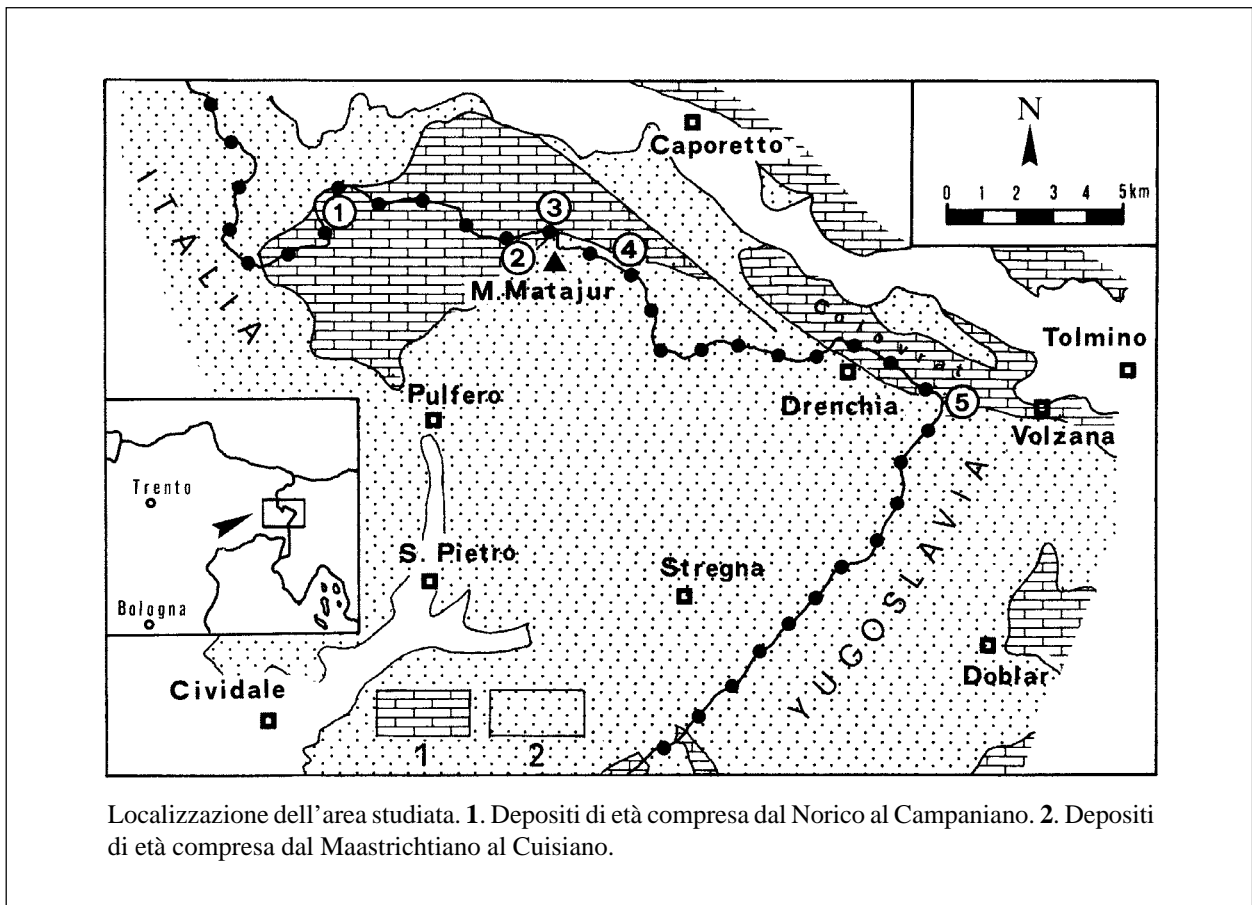 N
Caporetto
0 1 2 3 4 5km
ITALIA
1
3
2
4
M. Matajur
Colovrat
Tolmino
Pulfero
Drenchia
5
Volzana
Trento
S. Pietro
Stregna
YUGOSLAVIA
Bologna
Doblar
Cividale
1
2
Localizzazione dell'area studiata. 1. Depositi di età compresa dal Norico al Campaniano. 2. Depositi
di età compresa dal Maastrichtiano al Cuisiano.